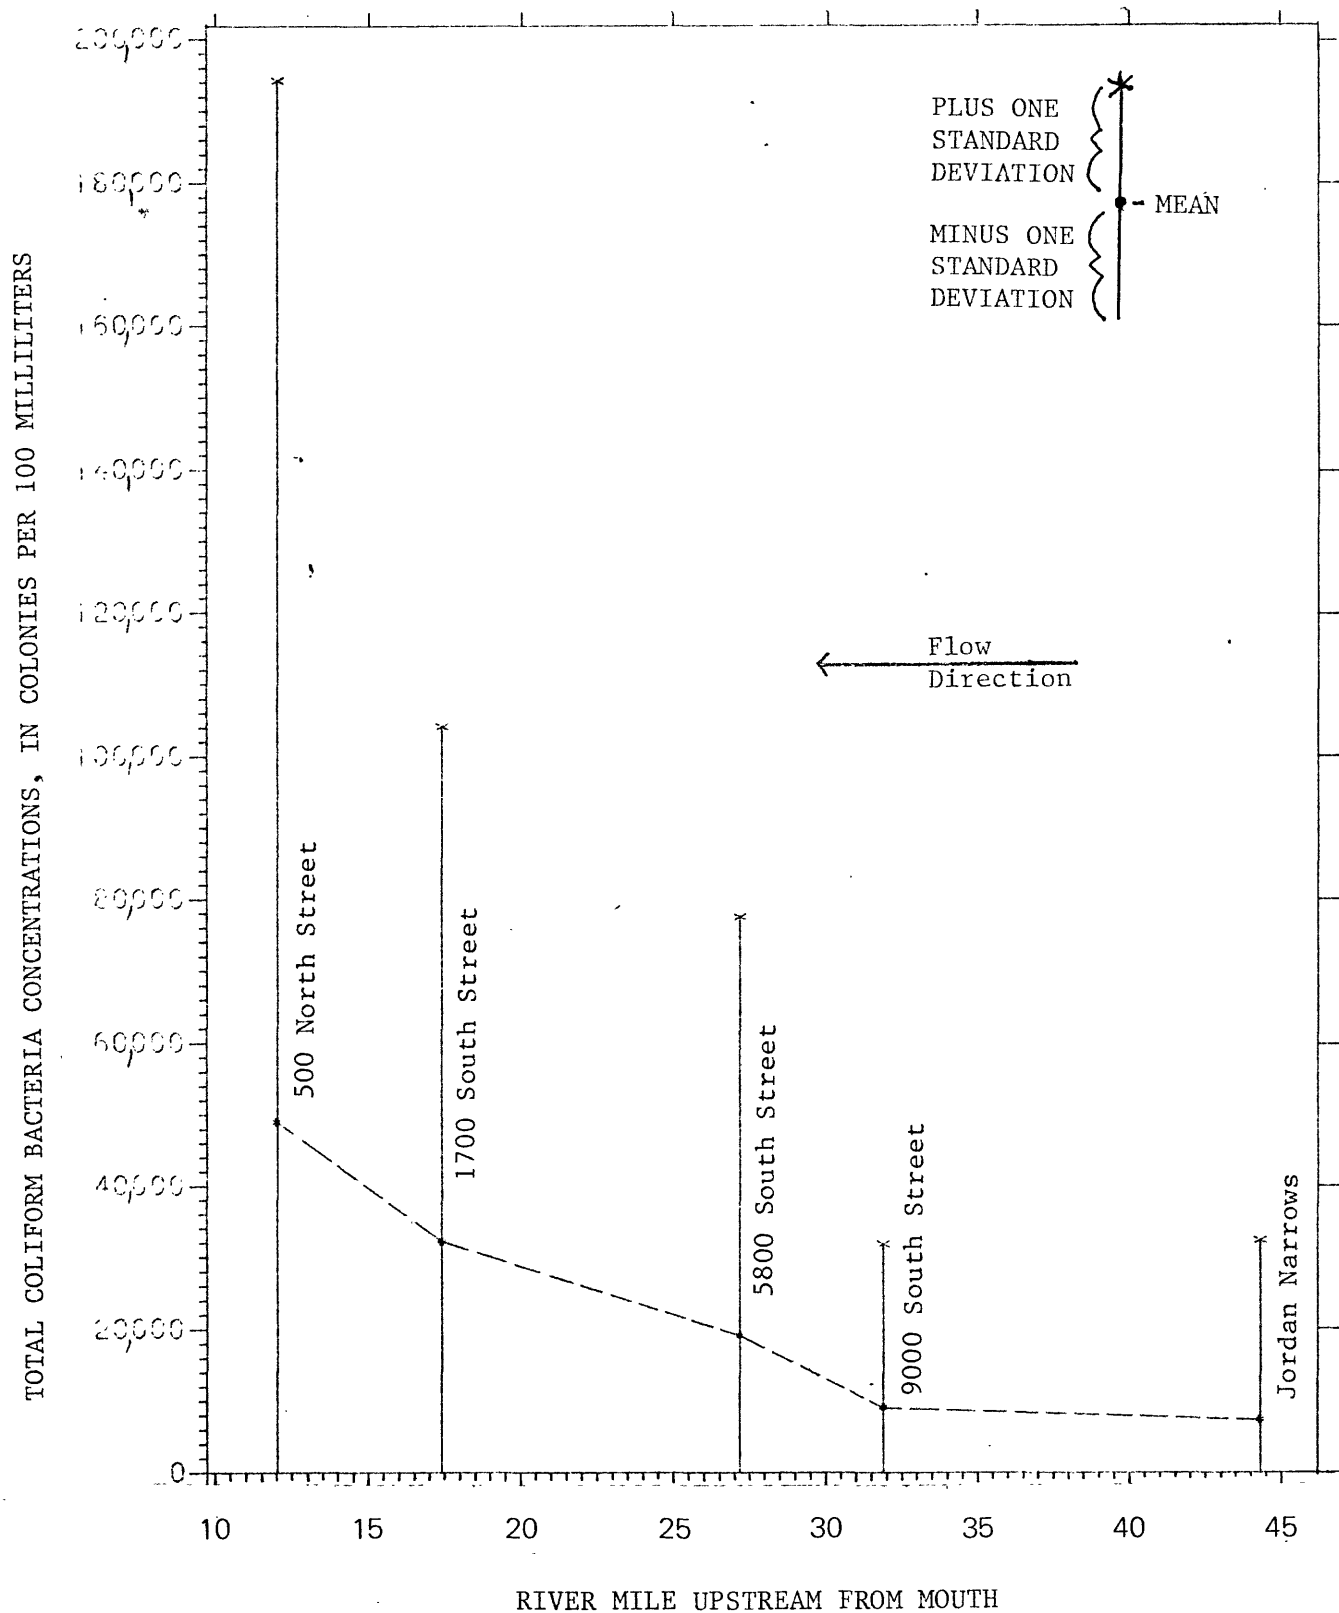 TOTAL COLIFORM BACTERIA CONCENTRATIONS, IN COLONIES PER 100 MILLILITERS
200,000
180,000
160,000
140,000
120,000
100,000
80,000
60,000
40,000
20,000
0
PLUS ONE
STANDARD
DEVIATION
MEAN
MINUS ONE
STANDARD
DEVIATION
Flow
Direction
500 North Street
1700 South Street
5800 South Street
9000 South Street
Jordan Narrows
10 15 20 25 30 35 40 45
RIVER MILE UPSTREAM FROM MOUTH